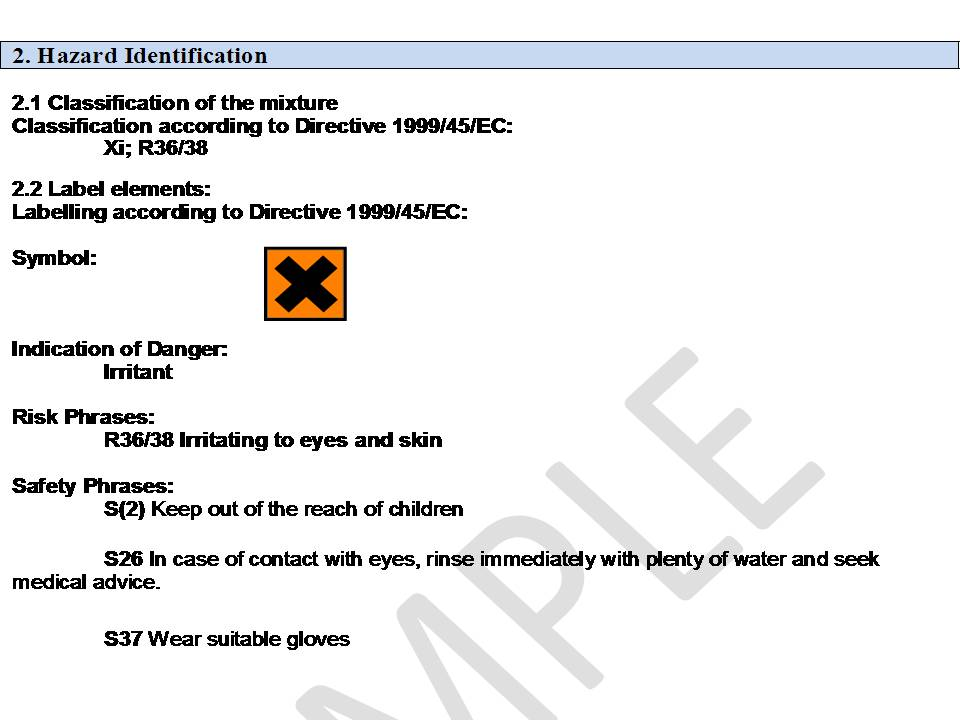 2. Hazard Identification
2.1 Classification of the mixture
Classification according to Directive 1999/45/EC:
Xi; R36/38
2.2 Label elements:
Labelling according to Directive 1999/45/EC:
Symbol:
Indication of Danger:
Irritant
Risk Phrases:
R36/38 Irritating to eyes and skin
Safety Phrases:
S(2) Keep out of the reach of children
S26 In case of contact with eyes, rinse immediately with plenty of water and seek
medical advice.
S37 Wear suitable gloves
MPLE